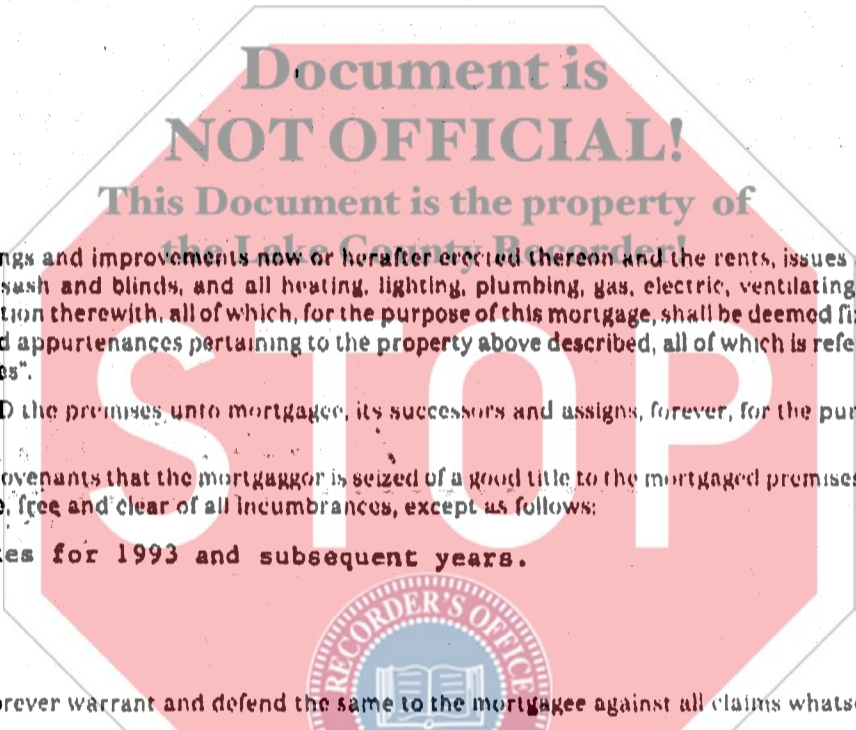 Document is
NOT OFFICIAL!
This Document is the property of
the Lake County Recorder!
ngs and improvements now or herafter erected thereon and the rents, issues
sash and blinds, and all heating, lighting, plumbing, gas, electric, ventilating
tion therewith, all of which, for the purpose of this mortgage, shall be deemed fi
d appurtenances pertaining to the property above described, all of which is refe
es".
D the premises unto mortgagee, its successors and assigns, forever, for the pur
ovenants that the mortgaggor is seized of a good title to the mortgaged premises
e, free and clear of all incumbrances, except as follows:
xes for 1993 and subsequent years.
STOP
RECORDER'S OFFICE
orever warrant and defend the same to the mortgagee against all claims whatso